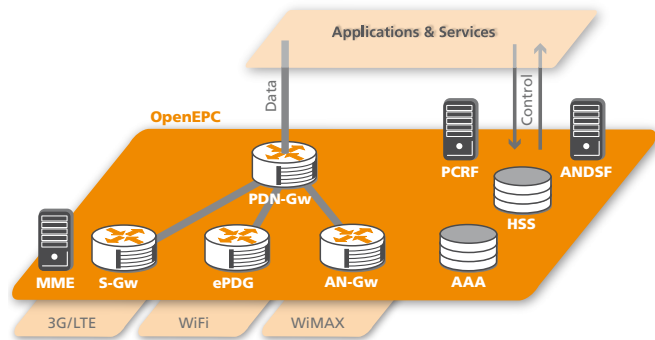 Applications & Services
Data
Control
OpenEPC
PCRF
ANDSF
PDN-Gw
HSS
MME
S-Gw
ePDG
AN-Gw
AAA
3G/LTE
WiFi
WiMAX